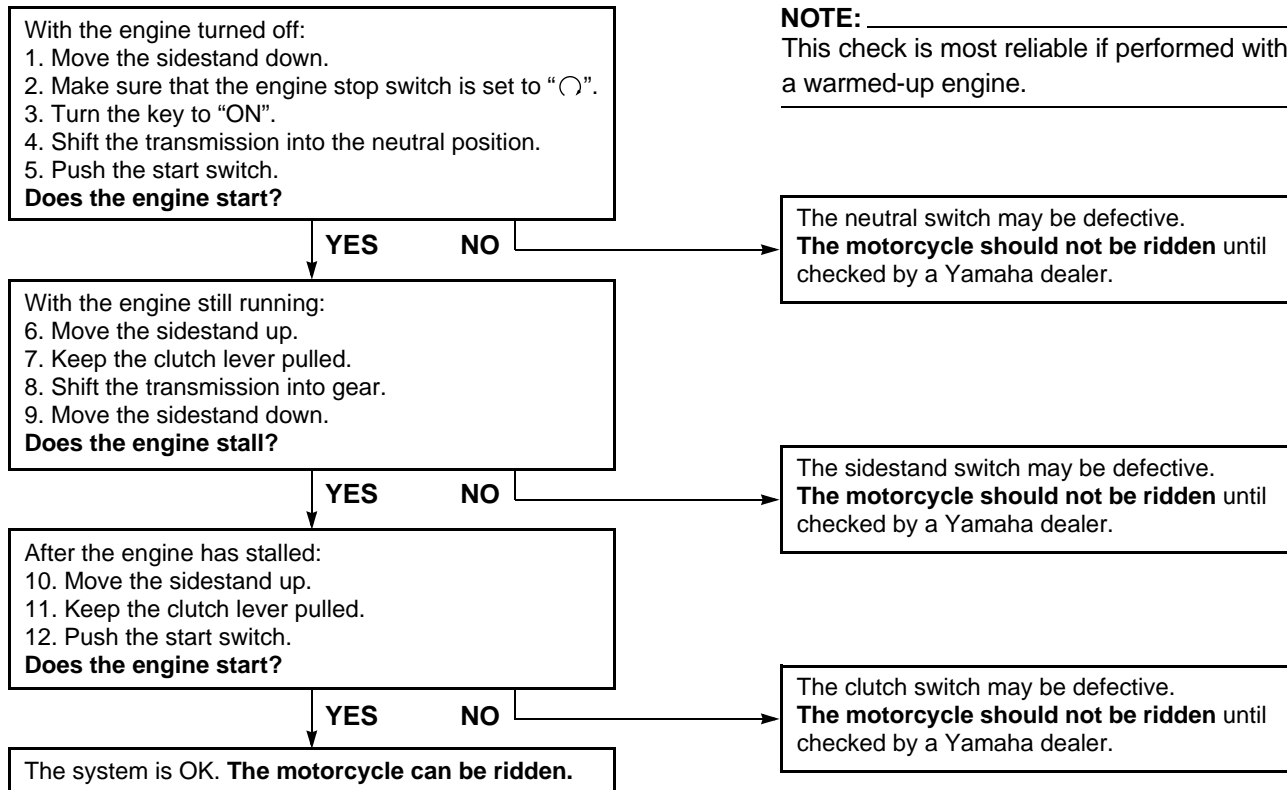 With the engine turned off:
1. Move the sidestand down.
2. Make sure that the engine stop switch is set to “ ”.
3. Turn the key to “ON”.
4. Shift the transmission into the neutral position.
5. Push the start switch.
Does the engine start?
NOTE:
This check is most reliable if performed with
a warmed-up engine.
YES NO
The neutral switch may be defective.
The motorcycle should not be ridden until
checked by a Yamaha dealer.
With the engine still running:
6. Move the sidestand up.
7. Keep the clutch lever pulled.
8. Shift the transmission into gear.
9. Move the sidestand down.
Does the engine stall?
YES NO
The sidestand switch may be defective.
The motorcycle should not be ridden until
checked by a Yamaha dealer.
After the engine has stalled:
10. Move the sidestand up.
11. Keep the clutch lever pulled.
12. Push the start switch.
Does the engine start?
YES NO
The clutch switch may be defective.
The motorcycle should not be ridden until
checked by a Yamaha dealer.
The system is OK. The motorcycle can be ridden.